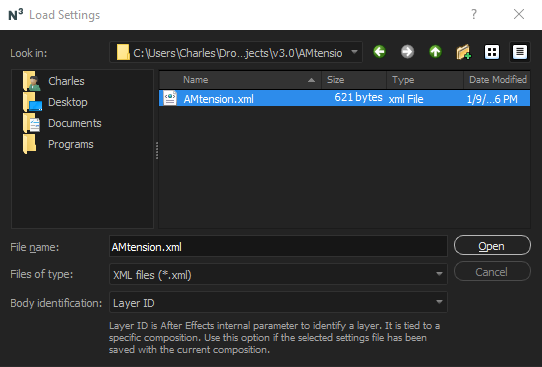 N3 Load Settings ? ×
Look in: C:\Users\Charles\Dro...jects\v3.0\AMtensio
Charles
Desktop
Documents
Programs
Name Size Type Date Modified
AMtension.xml 621 bytes xml File 1/9/...6 PM
File name: AMtension.xml Open
Files of type: XML files (*.xml) Cancel
Body identification: Layer ID
Layer ID is After Effects internal parameter to identify a layer. It is tied to a
specific composition. Use this option if the selected settings file has been
saved with the current composition.